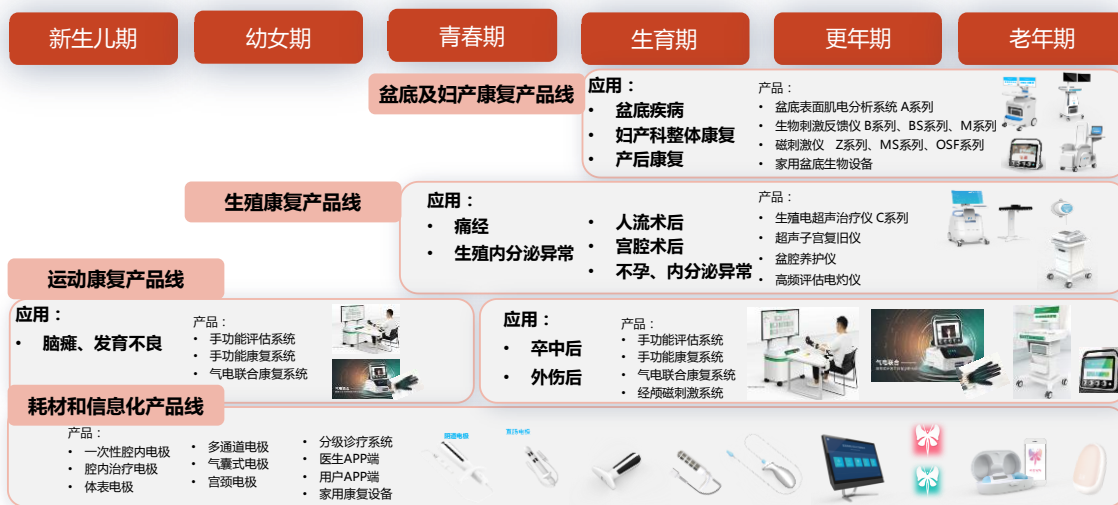 新生儿期
幼女期
青春期
生育期
更年期
老年期
盆底及妇产康复产品线
应用：
• 盆底疾病
• 妇产科整体康复
• 产后康复
产品：
• 盆底表面肌电分析系统 A系列
• 生物刺激反馈仪 B系列、BS系列、M系列
• 磁刺激仪 Z系列、MS系列、OSF系列
• 家用盆底生物设备
生殖康复产品线
应用：
• 痛经
• 生殖内分泌异常
• 人流术后
• 宫腔术后
• 不孕、内分泌异常
产品：
• 生殖电超声治疗仪 C系列
• 超声子宫复旧仪
• 盆腔养护仪
• 高频评估电灼仪
运动康复产品线
应用：
• 脑瘫、发育不良
产品：
• 手功能评估系统
• 手功能康复系统
• 气电联合康复系统
气电联合
应用：
• 卒中后
• 外伤后
产品：
• 手功能评估系统
• 手功能康复系统
• 气电联合康复系统
• 经颅磁刺激系统
气电联合
耗材和信息化产品线
产品：
• 一次性腔内电极
• 腔内治疗电极
• 体表电极
• 多通道电极
• 气囊式电极
• 宫颈电极
• 分级诊疗系统
• 医生APP端
• 用户APP端
• 家用康复设备
阴道电极
直肠电极